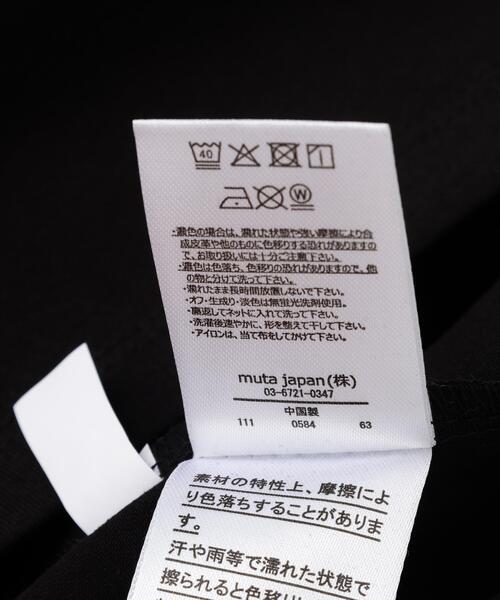 40
W
・濃色の場合は、濡れた状態や強い摩擦により合
成皮革や他のものに色移りする恐れがありますの
で、お取り扱いには十分ご注意下さい。
・濃色は色落ち、色移りの恐れがありますので、他
の物と分けて洗って下さい。
・濡れたまま長時間放置しないで下さい。
・オフ・生成り・淡色は無蛍光洗剤使用。
・裏返してネットに入れて洗って下さい。
・洗濯後速やかに、形を整えて干して下さい。
・アイロンは、当て布をしてかけて下さい。
muta japan(株)
03-6721-0347
中国製
111 0584 63
素材の特性上、摩擦によ
り色落ちすることがありま
す。
汗や雨等で濡れた状態で
擦られると色移り